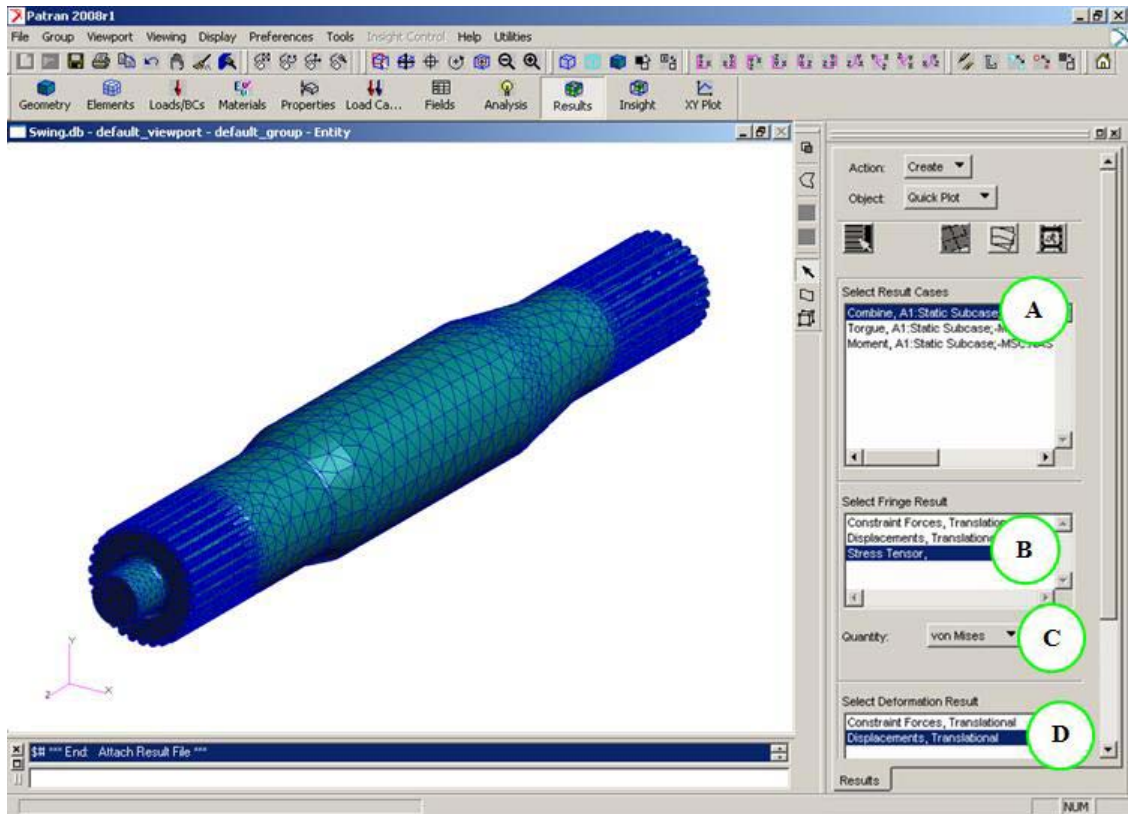 Patran 2008r1
File Group Viewport Viewing Display Preferences Tools Insight Control Help Utilities
Geometry Elements Loads/BCs Materials Properties Load Ca... Fields Analysis Results Insight XY Plot
Swing.db - default_viewport - default_group - Entity
Action: Create
Object: Quick Plot
Select Result Cases
Combine, A1:Static Subcase;
Torgue, A1:Static Subcase;-M
Moment, A1:Static Subcase;-MSC
A
Select Fringe Result
Constraint Forces, Translation
Displacements, Translational
Stress Tensor,
B
Quantity: von Mises
C
Select Deformation Result
Constraint Forces, Translational
Displacements, Translational
D
Y
Z X
$# *** End: Attach Result File ***
Results
NUM